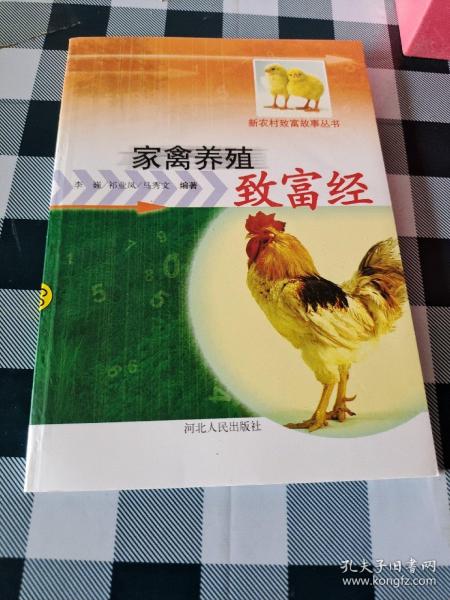 新农村致富故事丛书
家禽养殖
致富经
李巍/祁业凤/马秀文 编著
河北人民出版社
孔夫子旧书网
www.kongfz.com